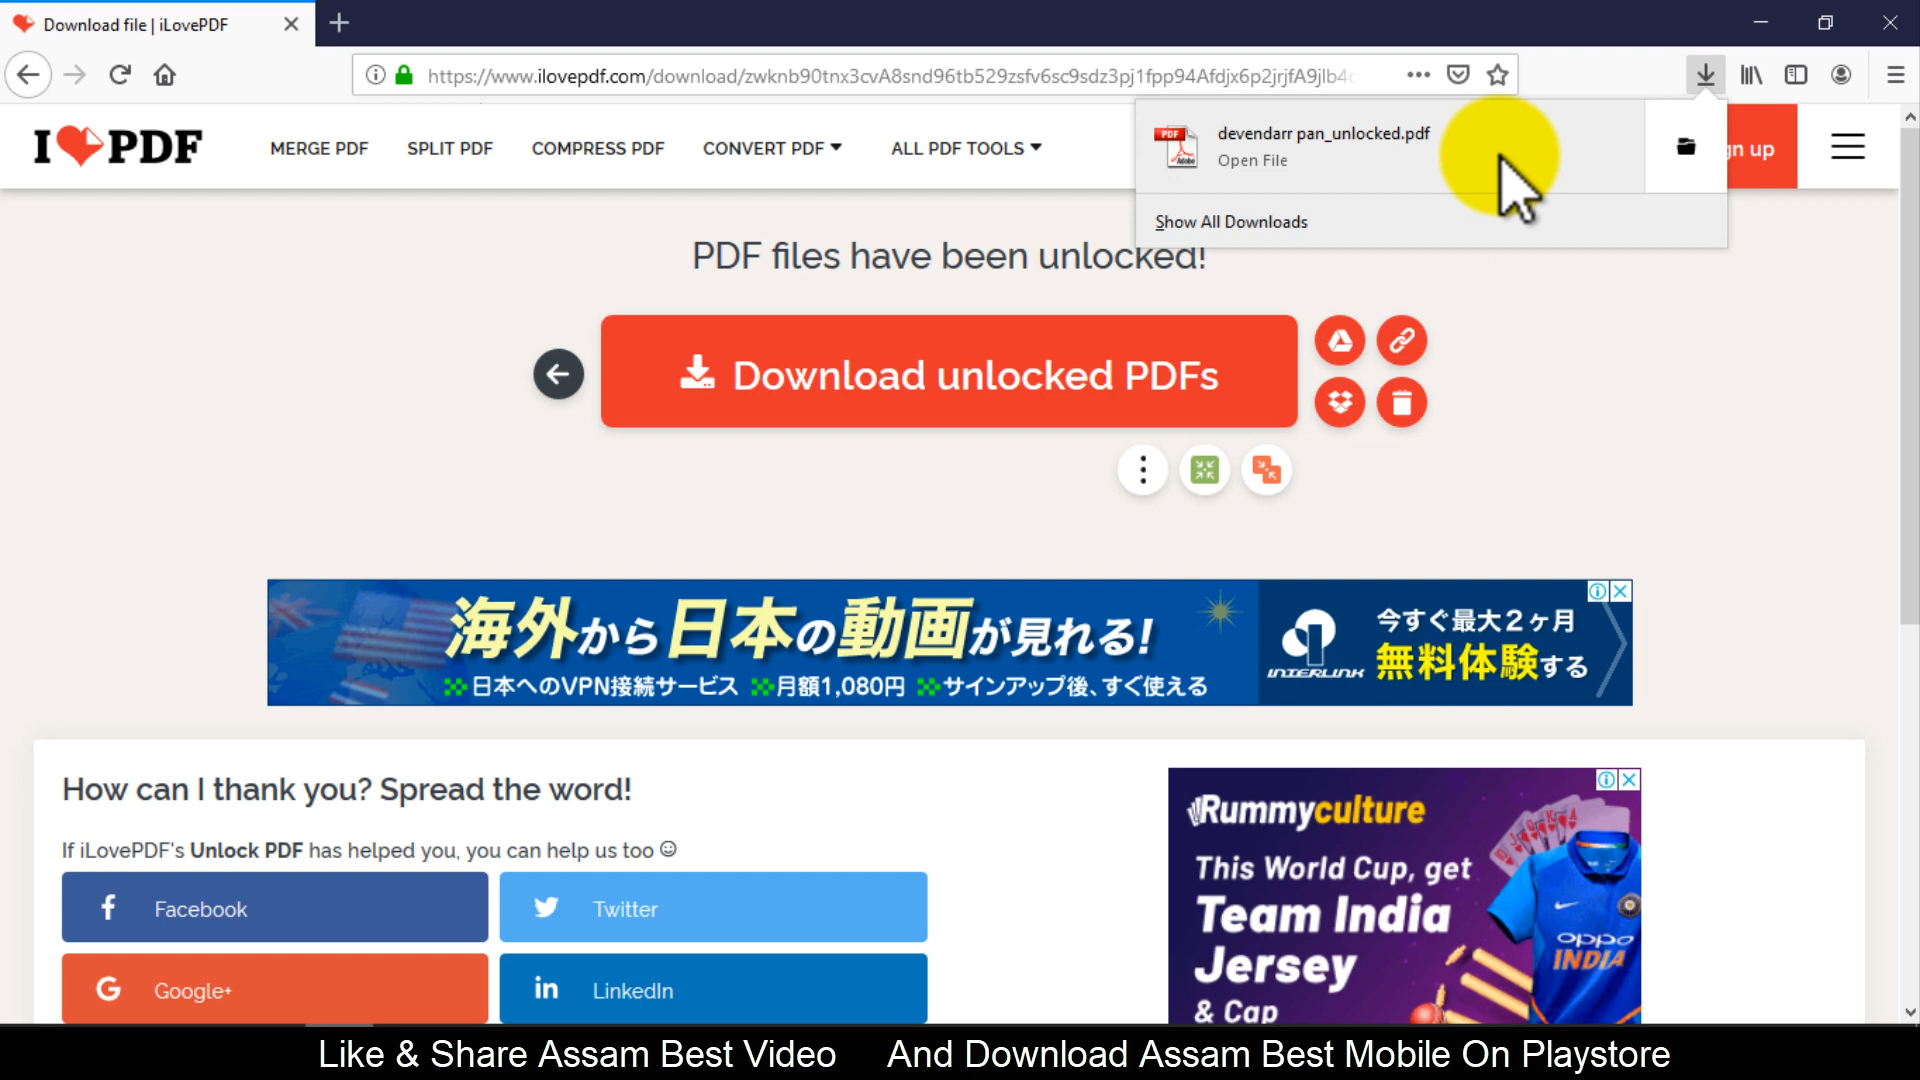 Download file | iLovePDF
https://www.ilovepdf.com/download/zwknb90tnx3cvA8snd96tb529zsfv6sc9sdz3pj1fpp94Afdjx6p2jrjfA9jlb4c
I PDF
MERGE PDF
SPLIT PDF
COMPRESS PDF
CONVERT PDF
ALL PDF TOOLS
gn up
PDF
Adobe
devendarr pan_unlocked.pdf
Open File
Show All Downloads
PDF files have been unlocked!
Download unlocked PDFs
海外から日本の動画が見れる!
日本へのVPN接続サービス 月額1,080円 サインアップ後、すぐ使える
INTERLINK
今すぐ最大2ヶ月
無料体験する
How can I thank you? Spread the word!
If iLovePDF's Unlock PDF has helped you, you can help us too
Facebook
Twitter
Google+
LinkedIn
Rummyculture
This World Cup, get
Team India
Jersey
& Cap
oppo
INDIA
Like & Share Assam Best Video And Download Assam Best Mobile On Playstore